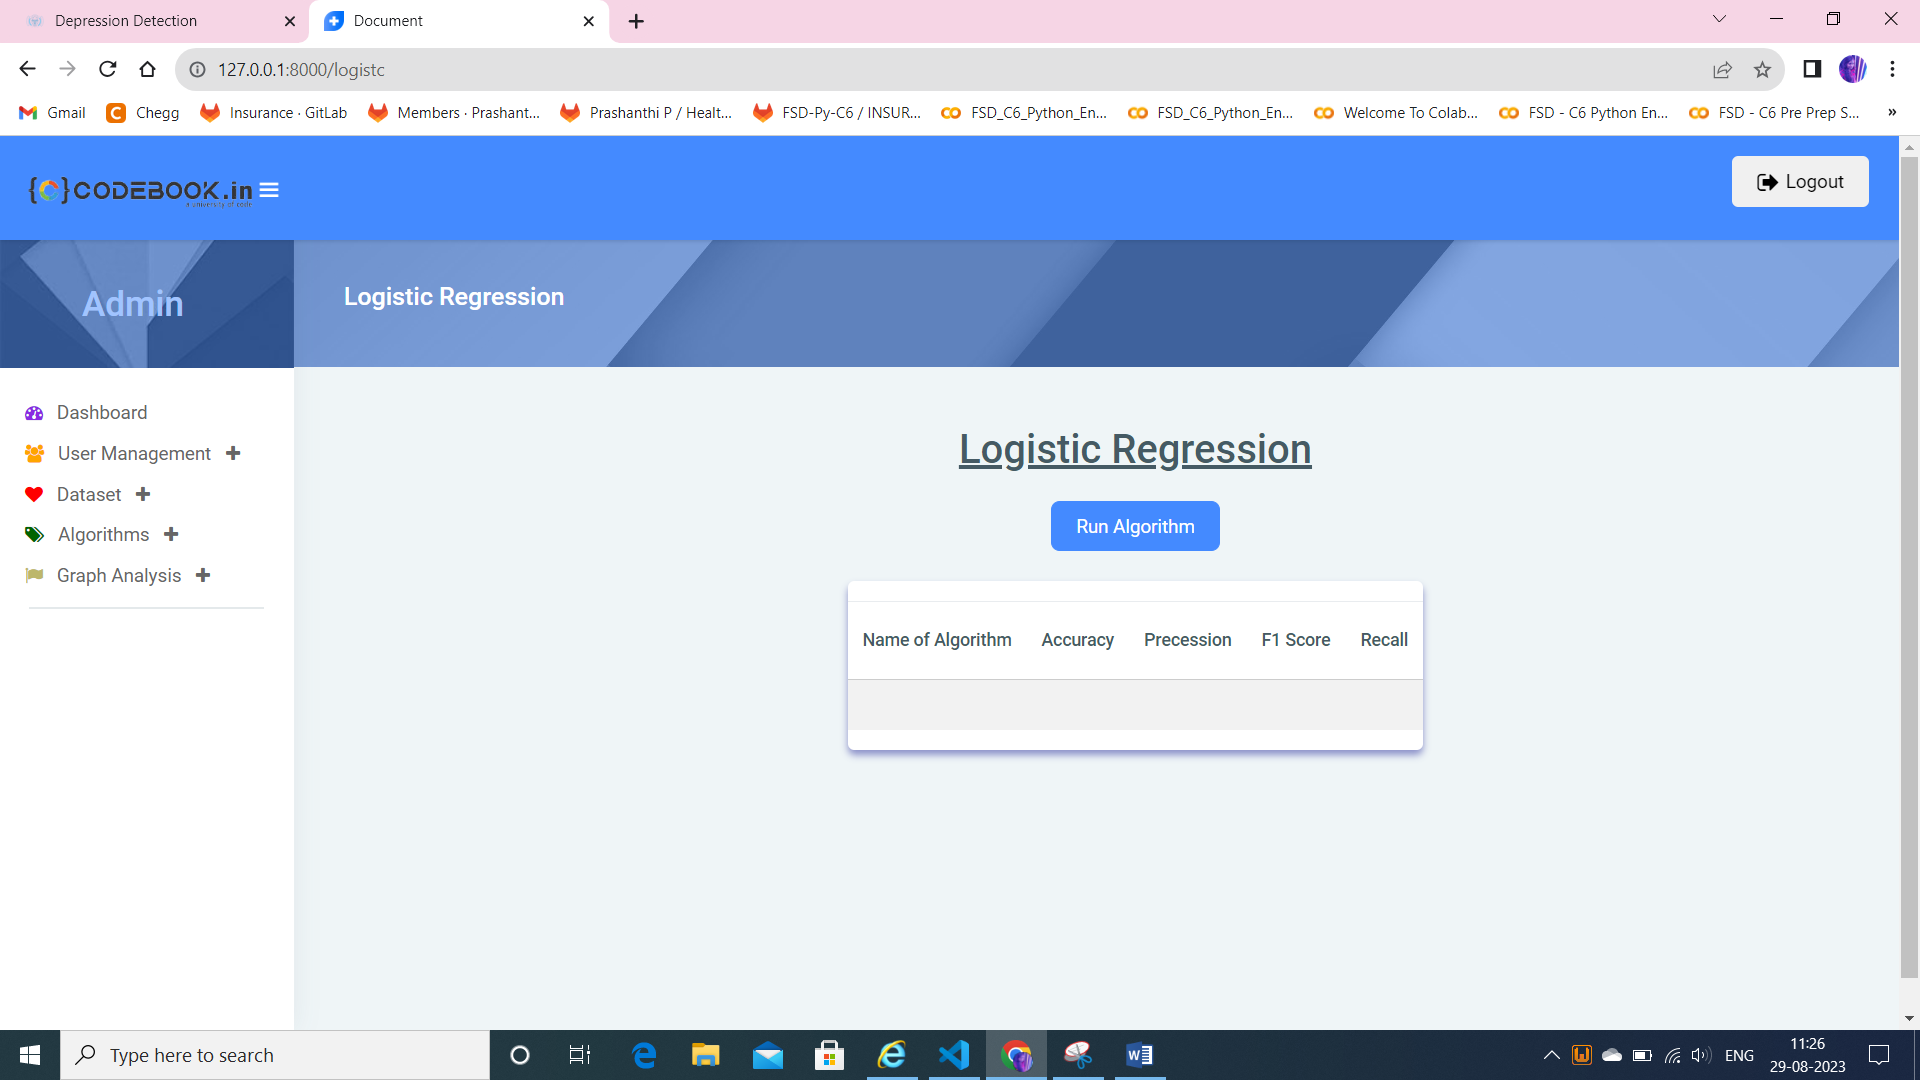 Depression Detection
Document
127.0.0.1:8000/logistc
Gmail
Chegg
Insurance · GitLab
Members · Prashant...
Prashanthi P / Healt...
FSD-Py-C6 / INSUR...
FSD_C6_Python_En...
FSD_C6_Python_En...
Welcome To Colab...
FSD - C6 Python En...
FSD - C6 Pre Prep S...
{ }CODEBOOK.in
a university of code
Logout
Admin
Logistic Regression
Dashboard
User Management
Dataset
Algorithms
Graph Analysis
Logistic Regression
Run Algorithm
Name of Algorithm Accuracy Precession F1 Score Recall
Type here to search
ENG
11:26
29-08-2023